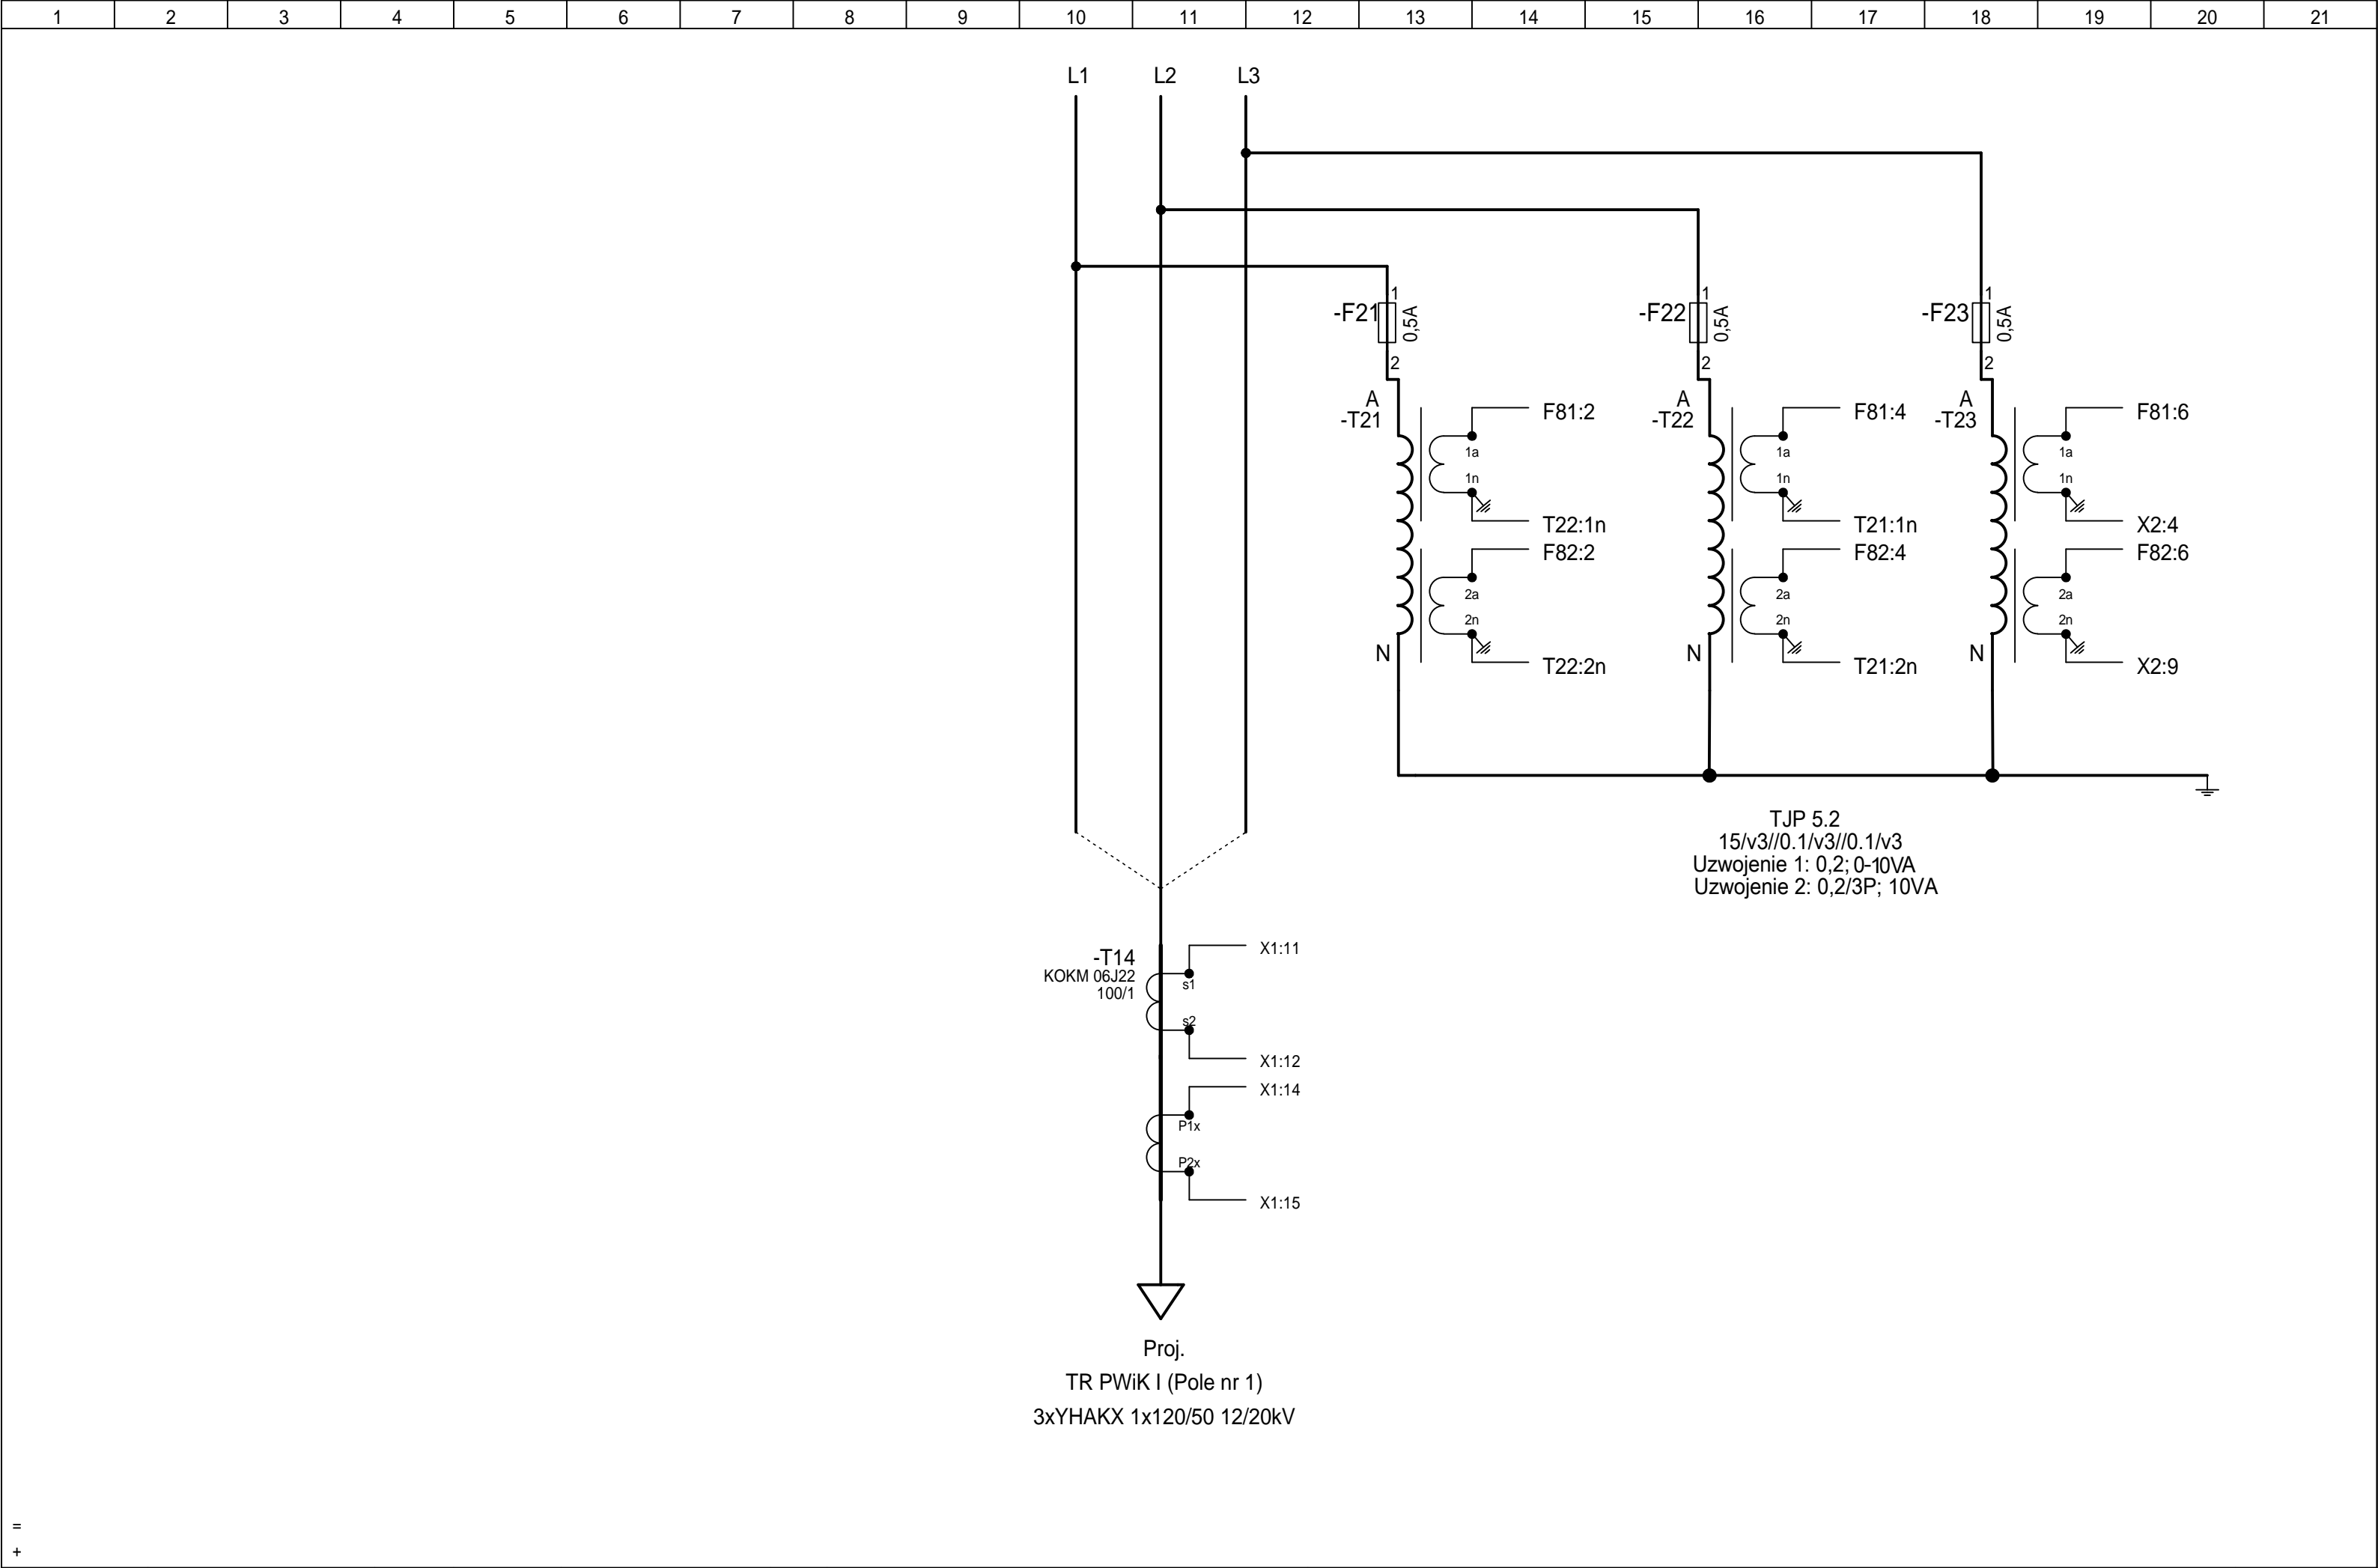 1 2 3 4 5 6 7 8 9 10 11 12 13 14 15 16 17 18 19 20 21
L1 L2 L3
1 1 1
-F21 0,5A -F22 0,5A -F23 0,5A
2 2 2
A A A
-T21 F81:2 -T22 F81:4 -T23 F81:6
1a 1a 1a
1n 1n 1n
T22:1n T21:1n X2:4
F82:2 F82:4 F82:6
2a 2a 2a
2n 2n 2n
N N N
T22:2n T21:2n X2:9
TJP 5.2
15/v3//0.1/v3//0.1/v3
Uzwojenie 1: 0,2; 0-10VA
Uzwojenie 2: 0,2/3P; 10VA
X1:11
-T14
KOKM 06J22
100/1
s1
s2
X1:12
X1:14
P1x
P2x
X1:15
Proj.
TR PWiK I (Pole nr 1)
3xYHAKX 1x120/50 12/20kV
=
+